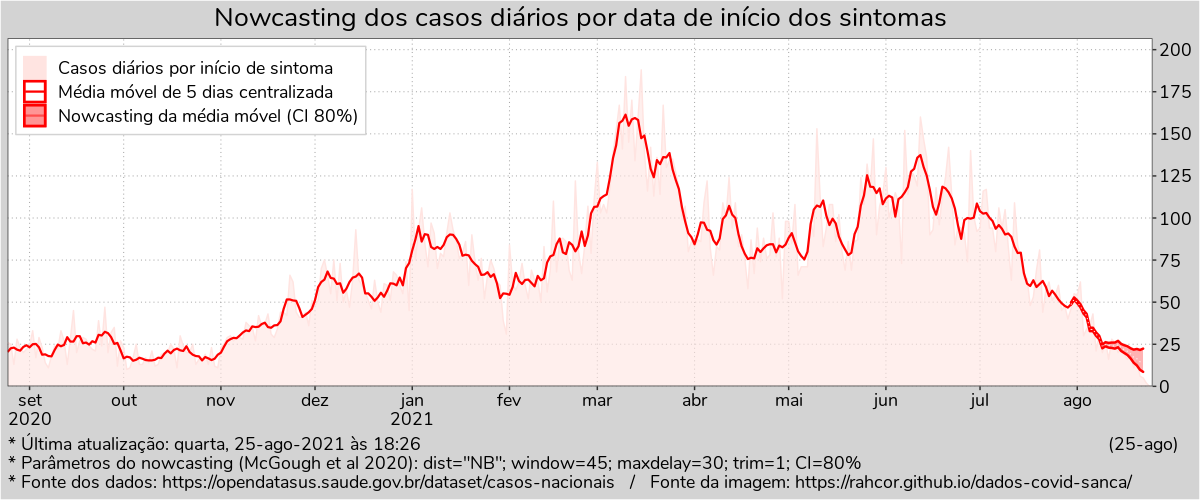 Nowcasting dos casos diários por data de início dos sintomas
Casos diários por início de sintoma
Média móvel de 5 dias centralizada
Nowcasting da média móvel (CI 80%)
200
175
150
125
100
75
50
25
0
set out nov dez jan fev mar abr mai jun jul ago
2020 2021
* Última atualização: quarta, 25-ago-2021 às 18:26 (25-ago)
* Parâmetros do nowcasting (McGough et al 2020): dist="NB"; window=45; maxdelay=30; trim=1; CI=80%
* Fonte dos dados: https://opendatasus.saude.gov.br/dataset/casos-nacionais / Fonte da imagem: https://rahcor.github.io/dados-covid-sanca/